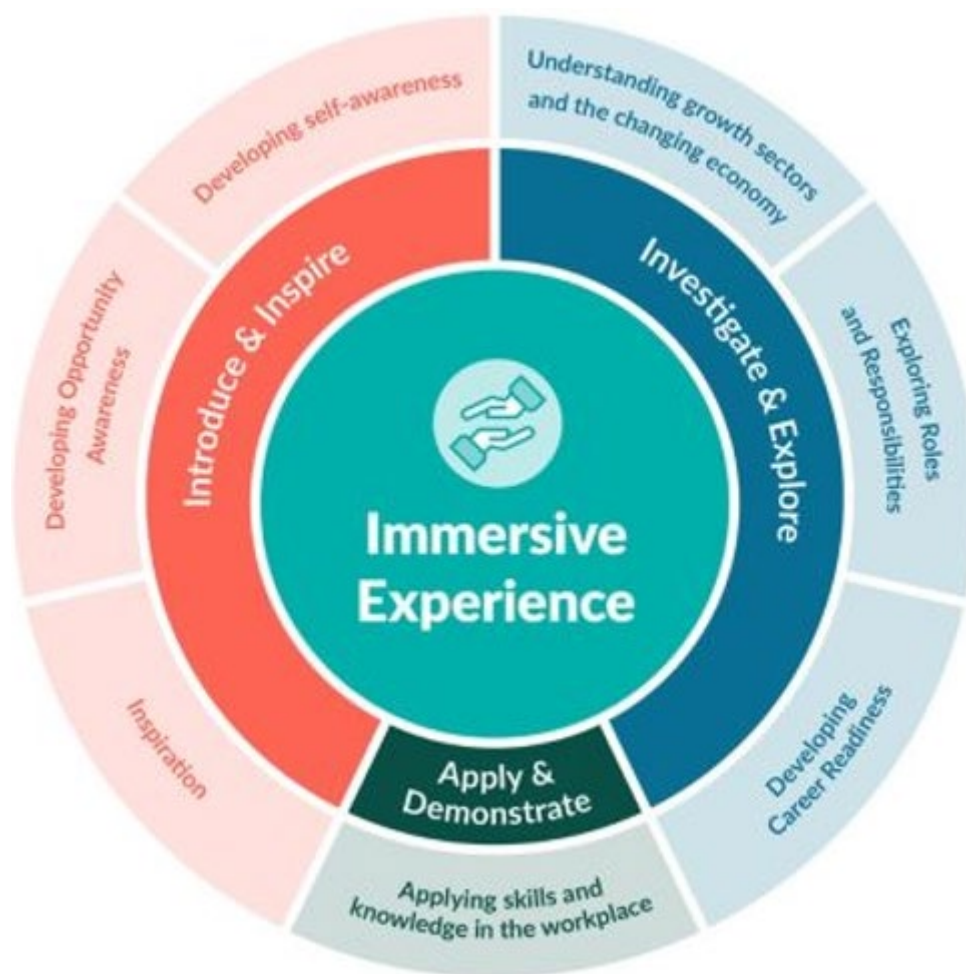 Immersive
Experience
Introduce & Inspire
Developing self-awareness
Developing Opportunity
Awareness
Inspiration
Investigate & Explore
Understanding growth sectors
and the changing economy
Exploring Roles
and Responsibilities
Developing
Career Readiness
Apply &
Demonstrate
Applying skills and
knowledge in the workplace